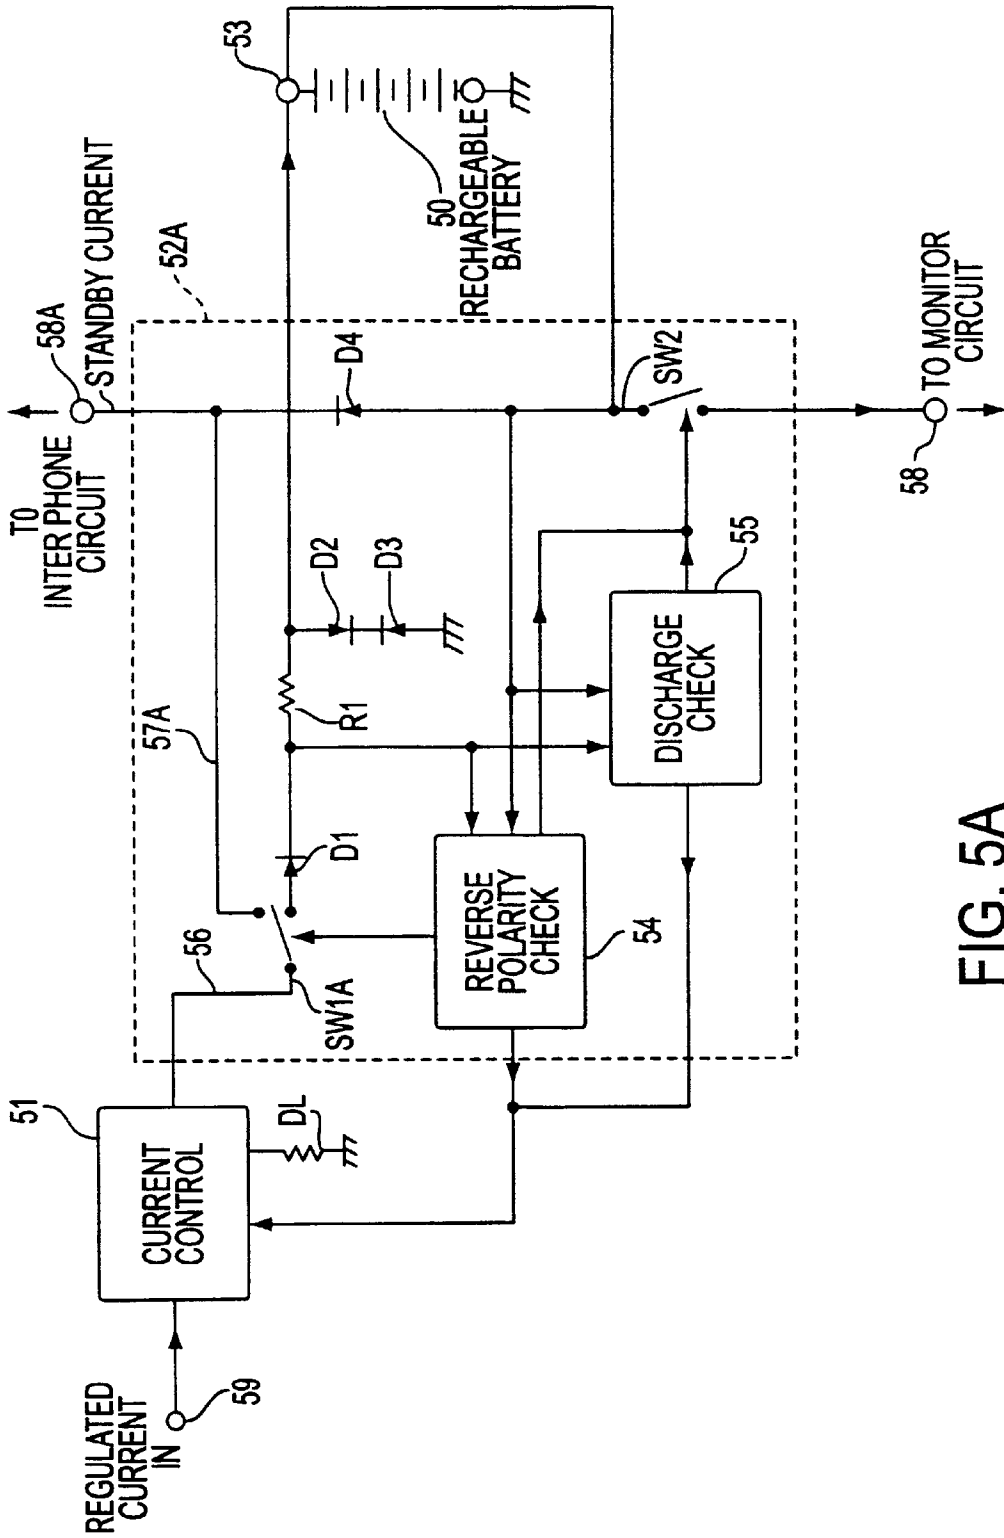 REGULATED
CURRENT
IN
59
51
CURRENT
CONTROL
DL
56
SW1A
57A
D1
R1
D2
D3
D4
REVERSE
POLARITY
CHECK
54
DISCHARGE
CHECK
55
TO
INTER PHONE
CIRCUIT
58A
STANDBY CURRENT
52A
53
50
RECHARGEABLE
BATTERY
SW2
58
TO MONITOR
CIRCUIT
FIG. 5A